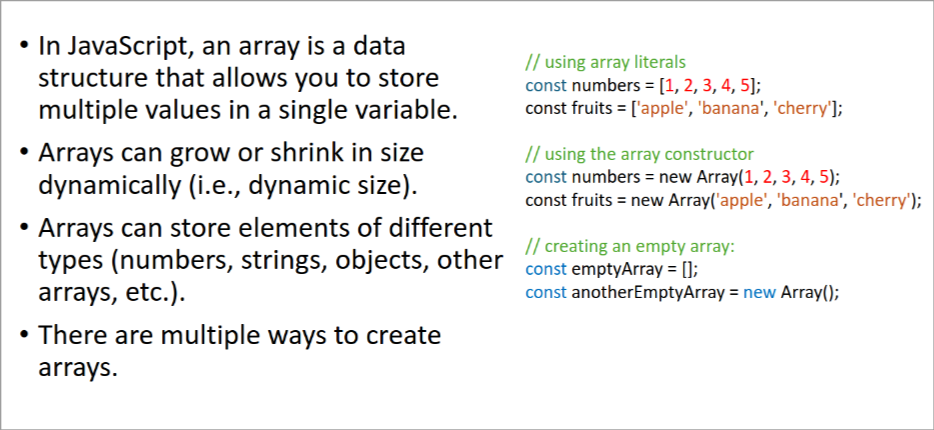 • In JavaScript, an array is a data
structure that allows you to store
multiple values in a single variable.
• Arrays can grow or shrink in size
dynamically (i.e., dynamic size).
• Arrays can store elements of different
types (numbers, strings, objects, other
arrays, etc.).
• There are multiple ways to create
arrays.
// using array literals
const numbers = [1, 2, 3, 4, 5];
const fruits = ['apple', 'banana', 'cherry'];
// using the array constructor
const numbers = new Array(1, 2, 3, 4, 5);
const fruits = new Array('apple', 'banana', 'cherry');
// creating an empty array:
const emptyArray = [];
const anotherEmptyArray = new Array();